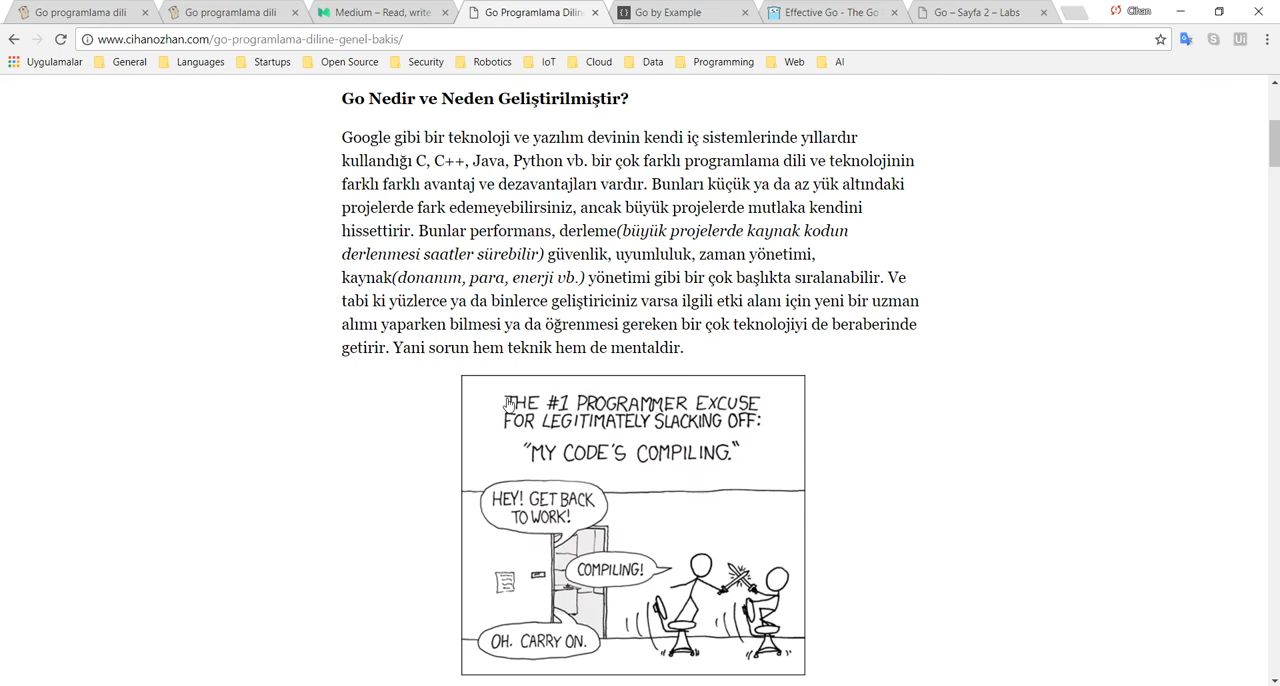 Go programlama dili
Go programlama dili
Medium – Read, write
Go Programlama Dilin
Go by Example
Effective Go - The Go
Go – Sayfa 2 – Labs
Cihan
www.cihanozhan.com/go-programlama-diline-genel-bakis/
Uygulamalar
General
Languages
Startups
Open Source
Security
Robotics
IoT
Cloud
Data
Programming
Web
AI
Go Nedir ve Neden Geliştirilmiştir?
Google gibi bir teknoloji ve yazılım devinin kendi iç sistemlerinde yıllardır
kullandığı C, C++, Java, Python vb. bir çok farklı programlama dili ve teknolojinin
farklı farklı avantaj ve dezavantajları vardır. Bunları küçük ya da az yük altındaki
projelerde fark edemeyebilirsiniz, ancak büyük projelerde mutlaka kendini
hissettirir. Bunlar performans, derleme(büyük projelerde kaynak kodun
derlenmesi saatler sürebilir) güvenlik, uyumluluk, zaman yönetimi,
kaynak(donanım, para, enerji vb.) yönetimi gibi bir çok başlıkta sıralanabilir. Ve
tabi ki yüzlerce ya da binlerce geliştiriciniz varsa ilgili etki alanı için yeni bir uzman
alımı yaparken bilmesi ya da öğrenmesi gereken bir çok teknolojiyi de beraberinde
getirir. Yani sorun hem teknik hem de mentaldir.
THE #1 PROGRAMMER EXCUSE
FOR LEGITIMATELY SLACKING OFF:
"MY CODE'S COMPILING."
HEY! GET BACK
TO WORK!
COMPILING!
OH. CARRY ON.